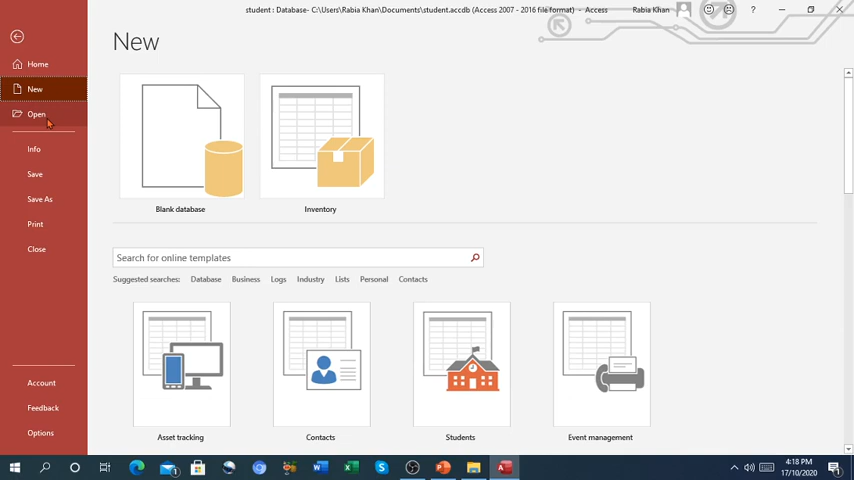 student : Database- C:\Users\Rabia Khan\Documents\student.accdb (Access 2007 - 2016 file format) - Access
Rabia Khan
?
New
Home
New
Open
Info
Save
Save As
Print
Close
Account
Feedback
Options
Blank database
Inventory
Search for online templates
Suggested searches: Database Business Logs Industry Lists Personal Contacts
Asset tracking
Contacts
Students
Event management
4:18 PM
17/10/2020